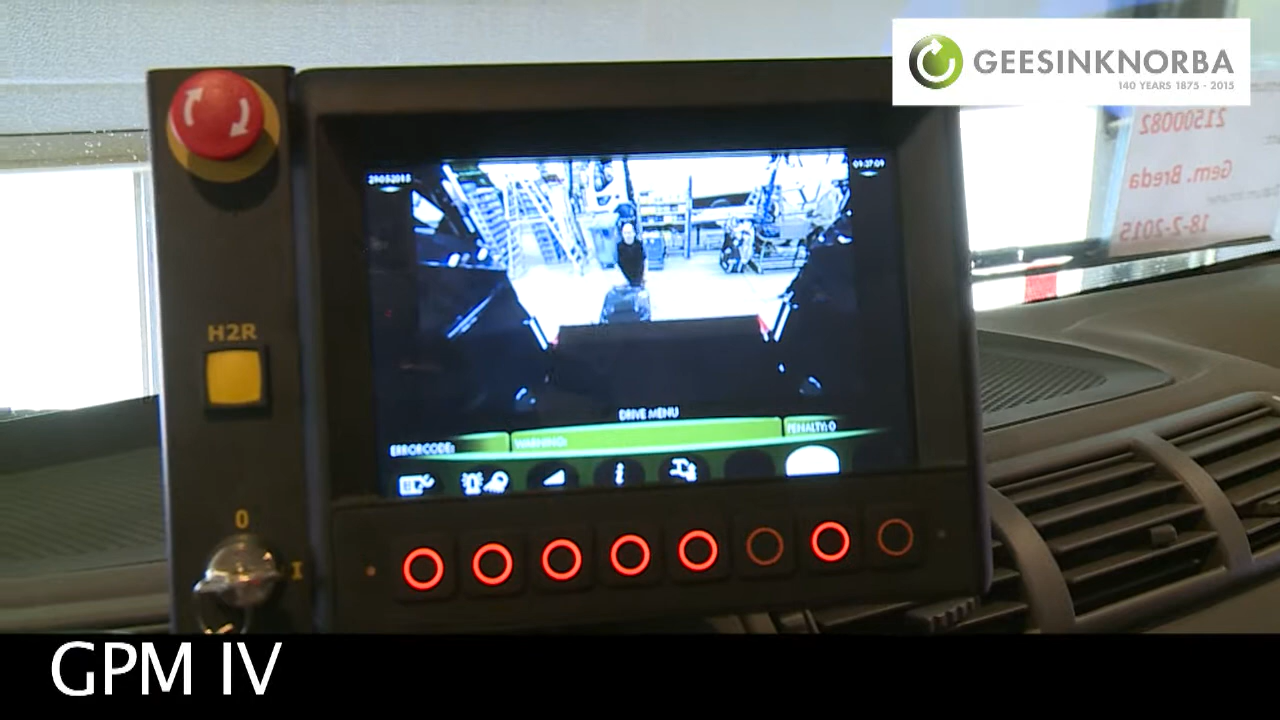 GEESINKNORBA
140 YEARS 1875 - 2015
21500082
Gem. Breda
18-2-2015
H2R
DRIVE MENU
ERRORCODE:
WARNING:
PENALTY: 0
0
I
GPM IV